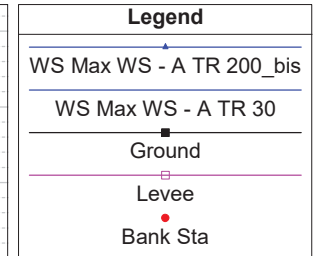 Legend
WS Max WS - A TR 200_bis
WS Max WS - A TR 30
Ground
Levee
Bank Sta